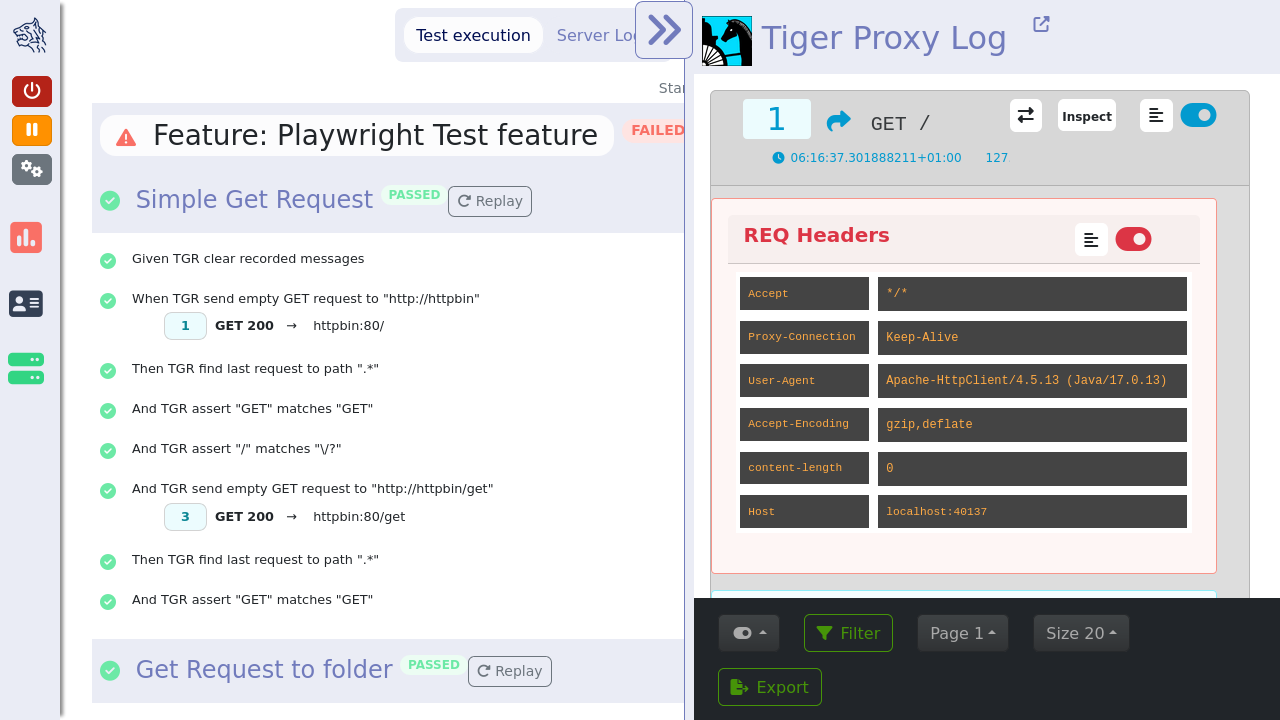 Test execution
Server Log
Tiger Proxy Log
Star
Feature: Playwright Test feature
FAILED
Simple Get Request
PASSED
Replay
Given TGR clear recorded messages
When TGR send empty GET request to "http://httpbin"
1 GET 200 → httpbin:80/
Then TGR find last request to path ".*"
And TGR assert "GET" matches "GET"
And TGR assert "/" matches "\/?"
And TGR send empty GET request to "http://httpbin/get"
3 GET 200 → httpbin:80/get
Then TGR find last request to path ".*"
And TGR assert "GET" matches "GET"
Get Request to folder
PASSED
Replay
1 GET / Inspect
06:16:37.301888211+01:00 127.
REQ Headers
Accept */*
Proxy-Connection Keep-Alive
User-Agent Apache-HttpClient/4.5.13 (Java/17.0.13)
Accept-Encoding gzip,deflate
content-length 0
Host localhost:40137
Filter Page 1 Size 20
Export